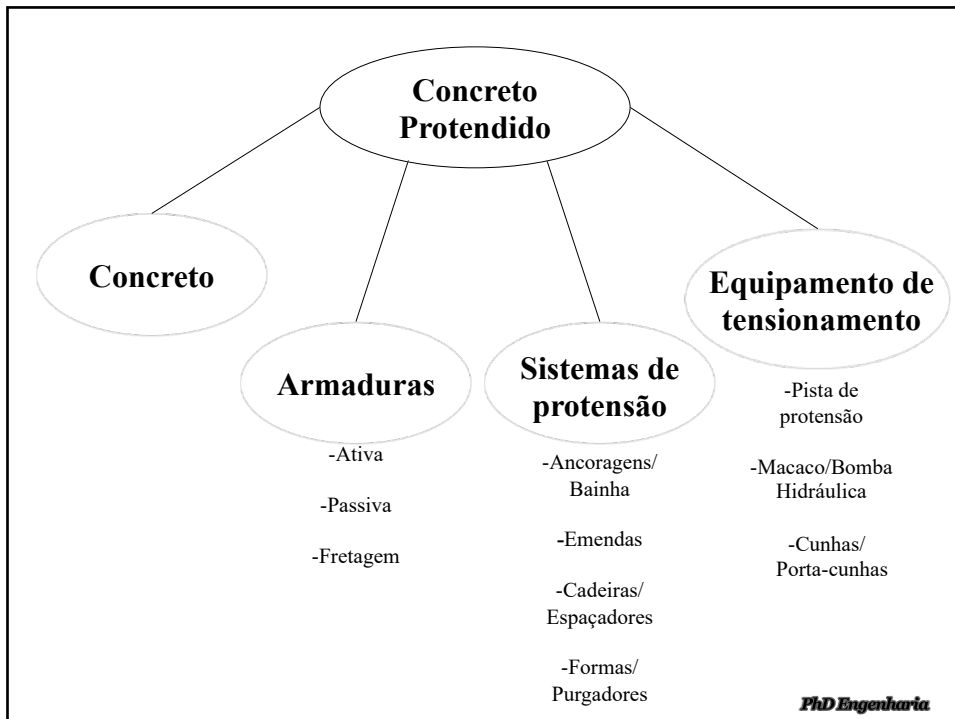 Concreto
Protendido
Concreto
Armaduras
-Ativa
-Passiva
-Fretagem
Sistemas de
protensão
-Ancoragens/
Bainha
-Emendas
-Cadeiras/
Espaçadores
-Formas/
Purgadores
Equipamento de
tensionamento
-Pista de
protensão
-Macaco/Bomba
Hidráulica
-Cunhas/
Porta-cunhas
PhD Engenharia